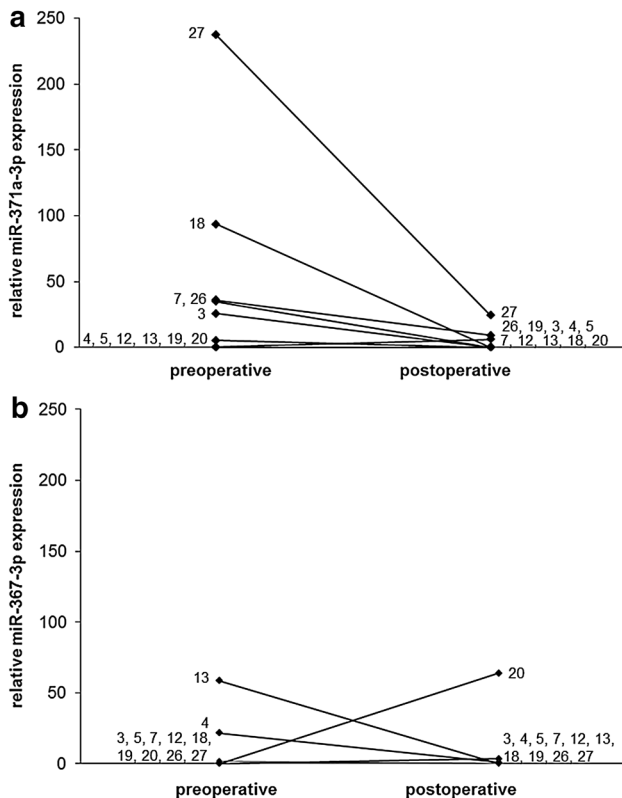 a
250
200
150
100
50
0
relative miR-371a-3p expression
27
18
7, 26
3
4, 5, 12, 13, 19, 20
27
26, 19, 3, 4, 5
7, 12, 13, 18, 20
preoperative
postoperative
b
250
200
150
100
50
0
relative miR-367-3p expression
13
4
3, 5, 7, 12, 18,
19, 20, 26, 27
20
3, 4, 5, 7, 12, 13,
18, 19, 26, 27
preoperative
postoperative